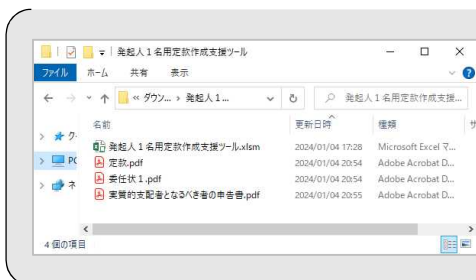 発起人１名用定款作成支援ツール
ファイル ホーム 共有 表示
« ダウン... › 発起人１... 発起人１名用定款作成支援...
名前 更新日時 種類
発起人１名用定款作成支援ツール.xlsm 2024/01/04 17:28 Microsoft Excel マ...
定款.pdf 2024/01/04 20:54 Adobe Acrobat D...
委任状１.pdf 2024/01/04 20:54 Adobe Acrobat D...
実質的支配者となるべき者の申告書.pdf 2024/01/04 20:55 Adobe Acrobat D...
ク
PC
ネ
4 個の項目